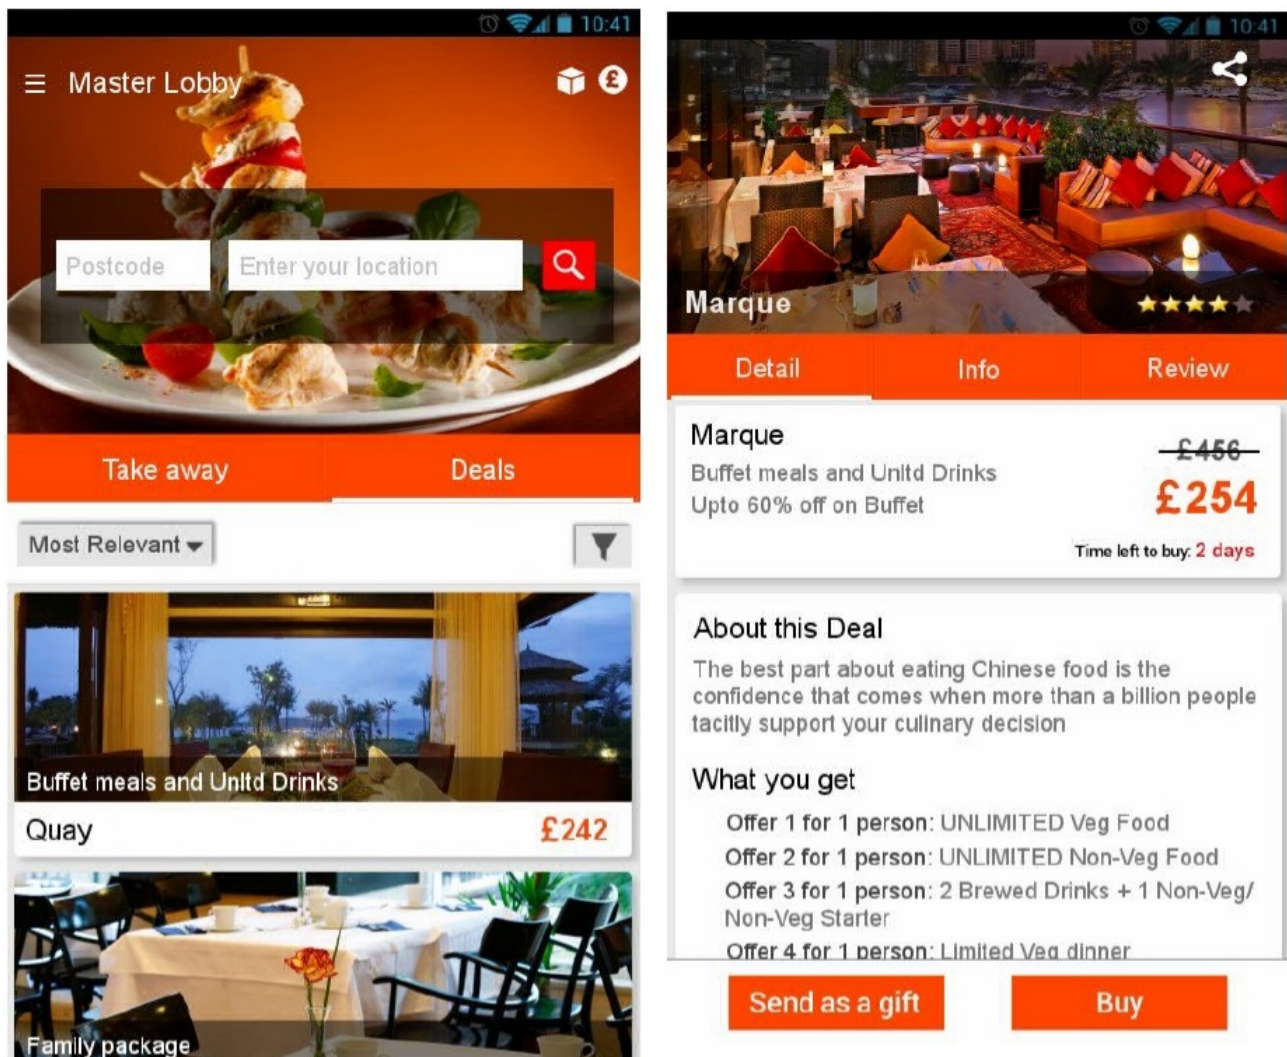 10:41
Master Lobby
£
Postcode
Enter your location
Take away
Deals
Most Relevant
Buffet meals and Unltd Drinks
Quay
£242
Family package
10:41
Marque
Detail
Info
Review
Marque
£456
Buffet meals and Unltd Drinks
£254
Upto 60% off on Buffet
Time left to buy: 2 days
About this Deal
The best part about eating Chinese food is the
confidence that comes when more than a billion people
tacitly support your culinary decision
What you get
Offer 1 for 1 person: UNLIMITED Veg Food
Offer 2 for 1 person: UNLIMITED Non-Veg Food
Offer 3 for 1 person: 2 Brewed Drinks + 1 Non-Veg/
Non-Veg Starter
Offer 4 for 1 person: Limited Veg dinner
Send as a gift
Buy